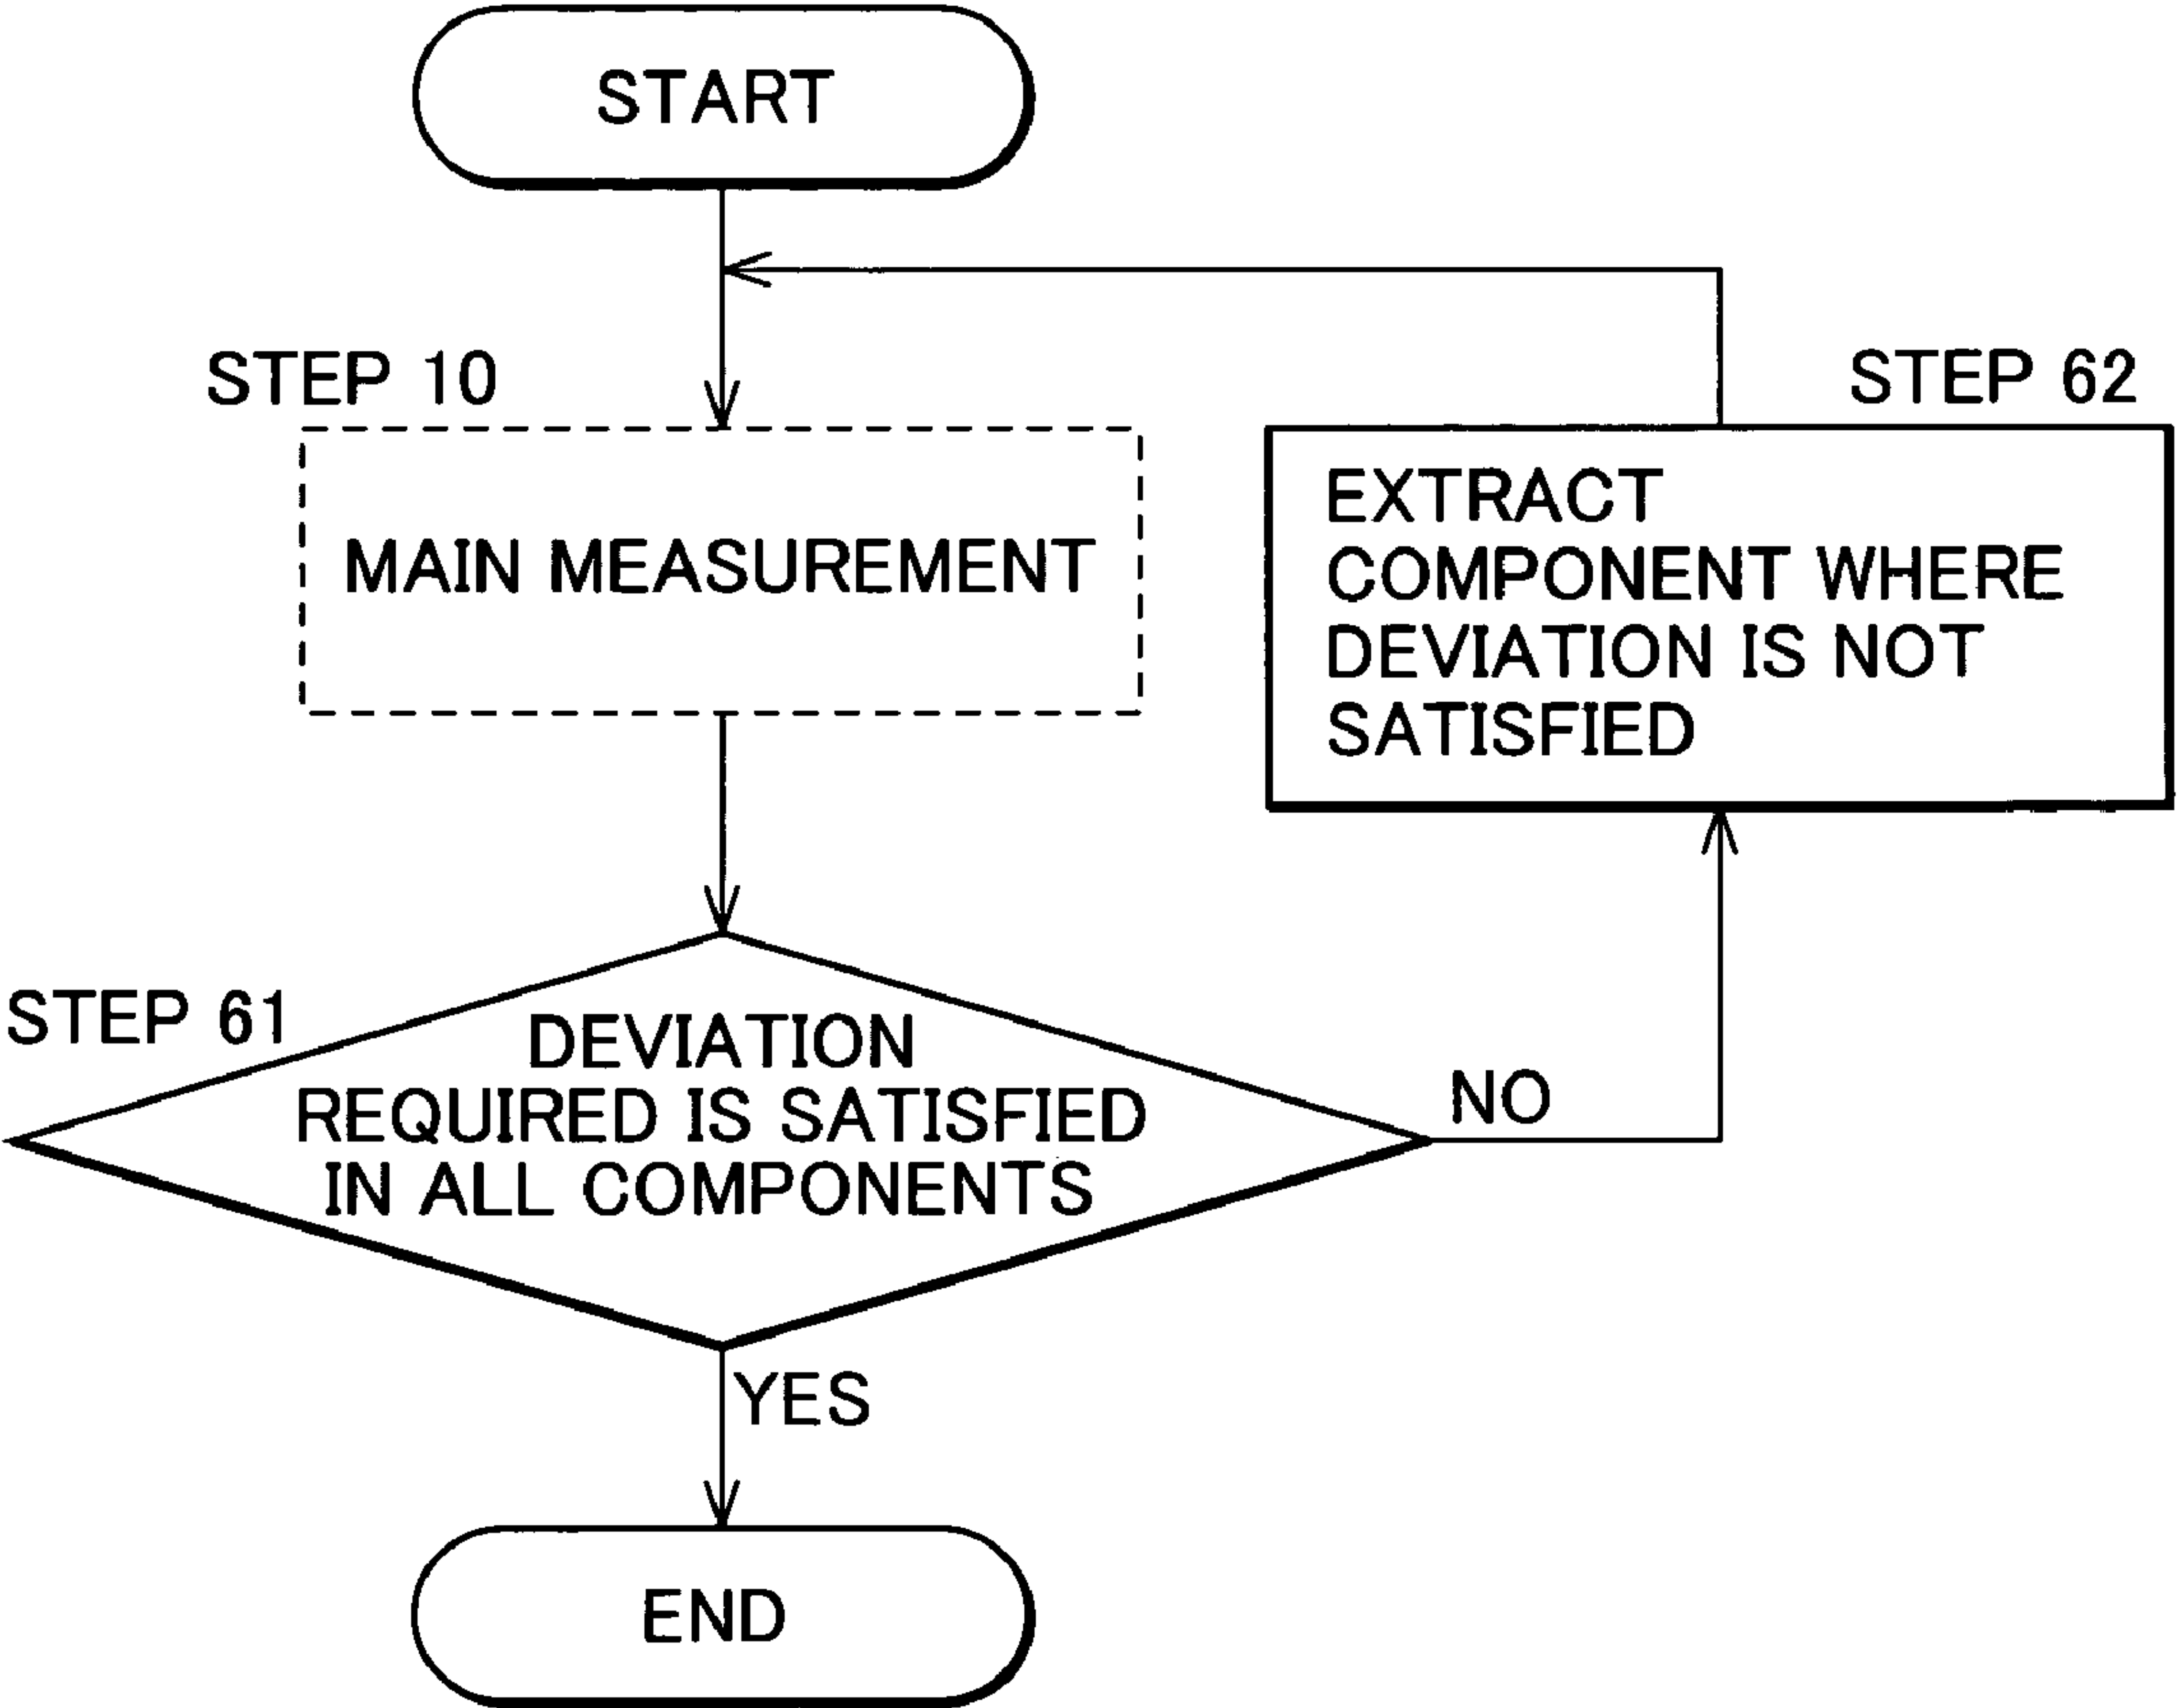 START
STEP 10
MAIN MEASUREMENT
STEP 62
EXTRACT
COMPONENT WHERE
DEVIATION IS NOT
SATISFIED
STEP 61
DEVIATION
REQUIRED IS SATISFIED
IN ALL COMPONENTS
NO
YES
END